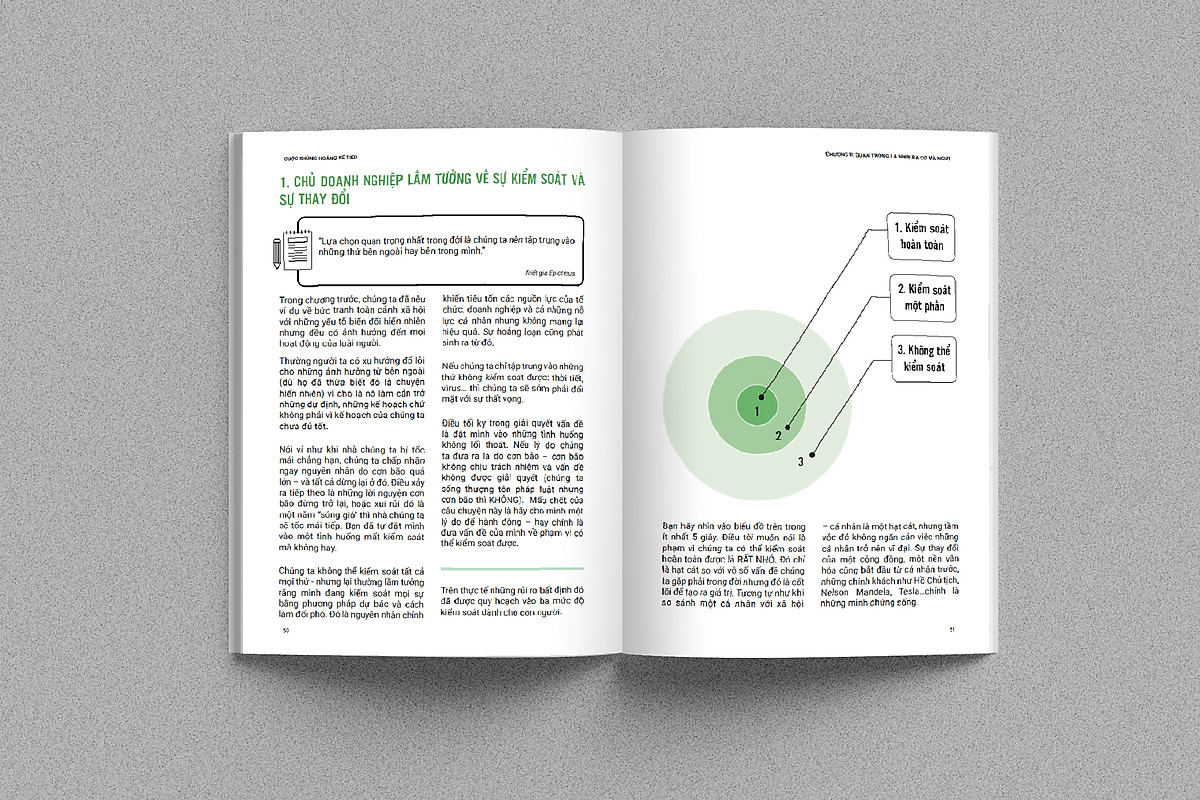 CUỘC KHỦNG HOẢNG KẾ TIẾP
1. CHỦ DOANH NGHIỆP LẦM TƯỞNG VỀ SỰ KIỂM SOÁT VÀ
SỰ THAY ĐỔI
"Lựa chọn quan trọng nhất trong đời là chúng ta nên tập trung vào
những thứ bên ngoài hay bên trong mình."
Triết gia Epictetus
Trong chương trước, chúng ta đã nêu
ví dụ về bức tranh toàn cảnh xã hội
với những yếu tố biến đổi hiển nhiên
nhưng đều có ảnh hưởng đến mọi
hoạt động của loài người.
Thường người ta có xu hướng đổ lỗi
cho những ảnh hưởng từ bên ngoài
(dù họ đã thừa biết đó là chuyện
hiển nhiên) vì cho là nó làm cản trở
những dự định, những kế hoạch chứ
không phải vì kế hoạch của chúng ta
chưa đủ tốt.
Nói ví như khi nhà chúng ta bị tốc
mái chẳng hạn, chúng ta chấp nhận
ngay nguyên nhân do cơn bão quá
lớn – và tất cả dừng lại ở đó. Điều xảy
ra tiếp theo là những lời nguyện cơn
bão đừng trở lại, hoặc xui rủi đó là
một năm "sóng gió" thì nhà chúng ta
sẽ tốc mái tiếp. Bạn đã tự đặt mình
vào một tình huống mất kiểm soát
mà không hay.
Chúng ta không thể kiểm soát tất cả
mọi thứ - nhưng lại thường lầm tưởng
rằng mình đang kiểm soát mọi sự
bằng phương pháp dự báo và cách
làm đối phó. Đó là nguyên nhân chính
khiến tiêu tốn các nguồn lực của tổ
chức, doanh nghiệp và cả những nỗ
lực cá nhân nhưng không mang lại
hiệu quả. Sự hoảng loạn cũng phát
sinh ra từ đó.
Nếu chúng ta chỉ tập trung vào những
thứ không kiểm soát được: thời tiết,
virus... thì chúng ta sẽ sớm phải đối
mặt với sự thất vọng.
Điều tối kỵ trong giải quyết vấn đề
là đặt mình vào những tình huống
không lối thoát. Nếu lý do chúng
ta đưa ra là do cơn bão – cơn bão
không chịu trách nhiệm và vấn đề
không được giải quyết (chúng ta
sống thượng tôn pháp luật nhưng
cơn bão thì KHÔNG). Mấu chốt của
câu chuyện này là hãy cho mình một
lý do để hành động – hay chính là
đưa vấn đề của mình về phạm vi có
thể kiểm soát được.
Trên thực tế những rủi ro bất định đó
đã được quy hoạch vào ba mức độ
kiểm soát dành cho con người:
50
CHƯƠNG II: QUAN TRỌNG LÀ NHÌN RA CƠ VÀ NGUY
1. Kiểm soát
hoàn toàn
2. Kiểm soát
một phần
3. Không thể
kiểm soát
1
2
3
Bạn hãy nhìn vào biểu đồ trên trong
ít nhất 5 giây. Điều tôi muốn nói là
phạm vi chúng ta có thể kiểm soát
hoàn toàn được là RẤT NHỎ. Đó chỉ
là hạt cát so với vô số vấn đề chúng
ta gặp phải trong đời nhưng đó là cốt
lõi để tạo ra giá trị. Tương tự như khi
so sánh một cá nhân với xã hội
– cá nhân là một hạt cát, nhưng tầm
vóc đó không ngăn cản việc những
cá nhân trở nên vĩ đại. Sự thay đổi
của một cộng đồng, một nền văn
hóa cũng bắt đầu từ cá nhân trước,
những chính khách như Hồ Chủ tịch,
Nelson Mandela, Tesla...chính là
những minh chứng sống.
51